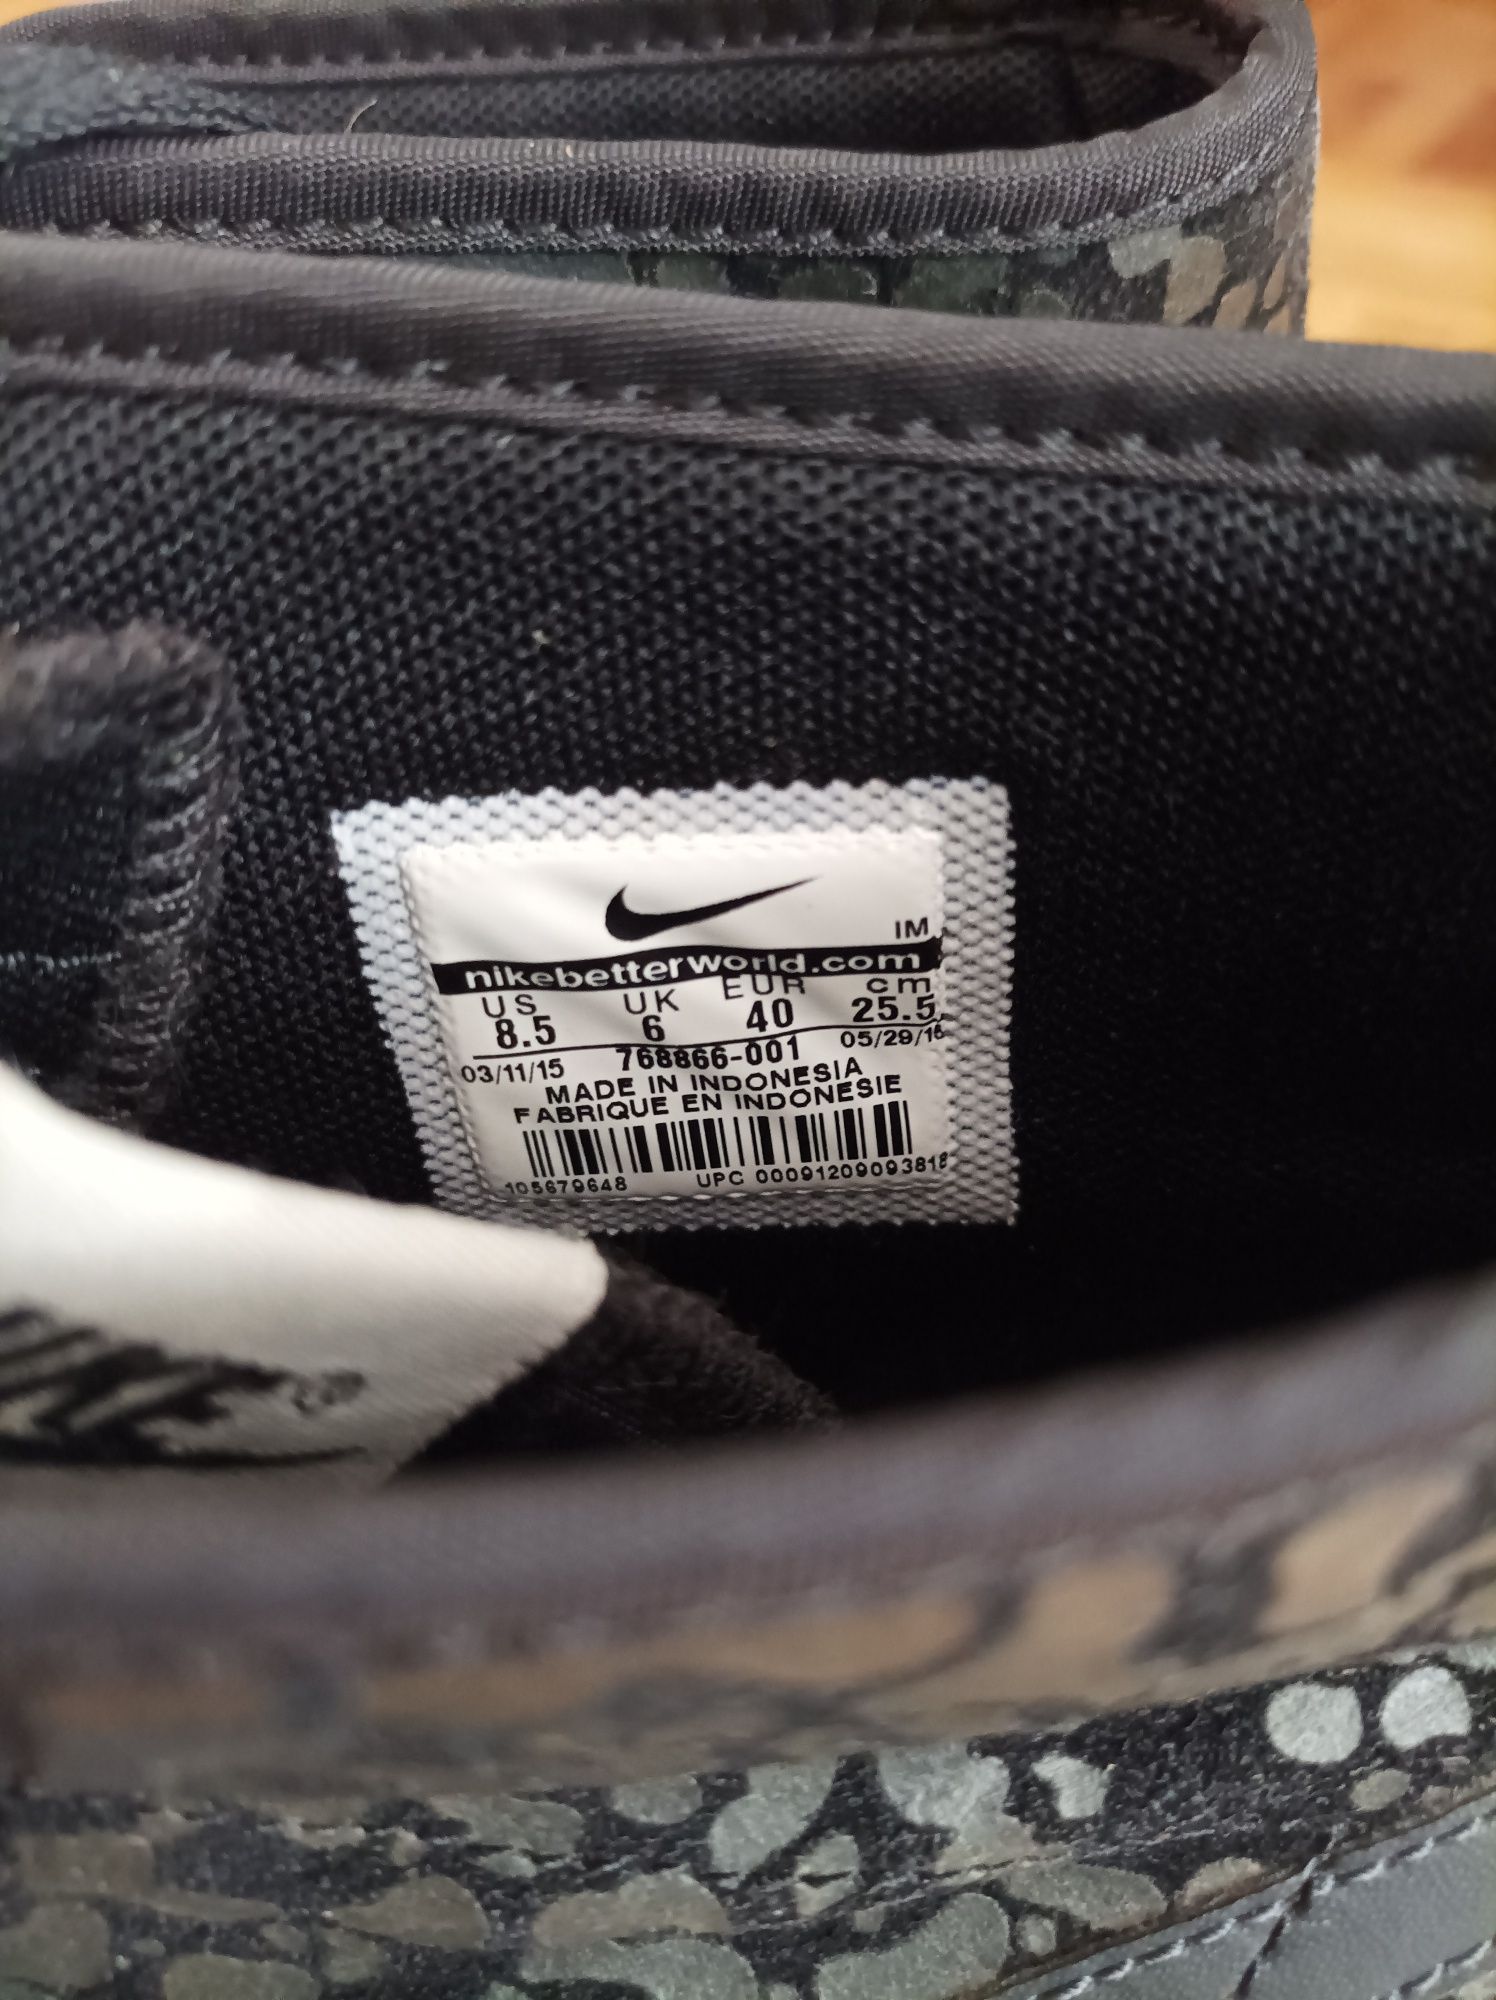 IM
nikebetterworld.com
US UK EUR cm
8.5 6 40 25.5
03/11/15 768866-001 05/29/15
MADE IN INDONESIA
FABRIQUE EN INDONESIE
105679648 UPC 00091209093818